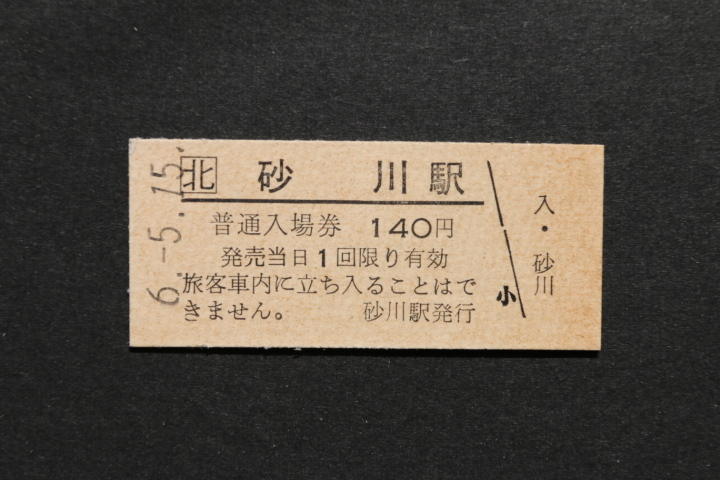 6.-5.15.
北 砂川駅
普通入場券 140円
発売当日1回限り有効
旅客車内に立ち入ることはで
きません。 砂川駅発行
小
入・砂川